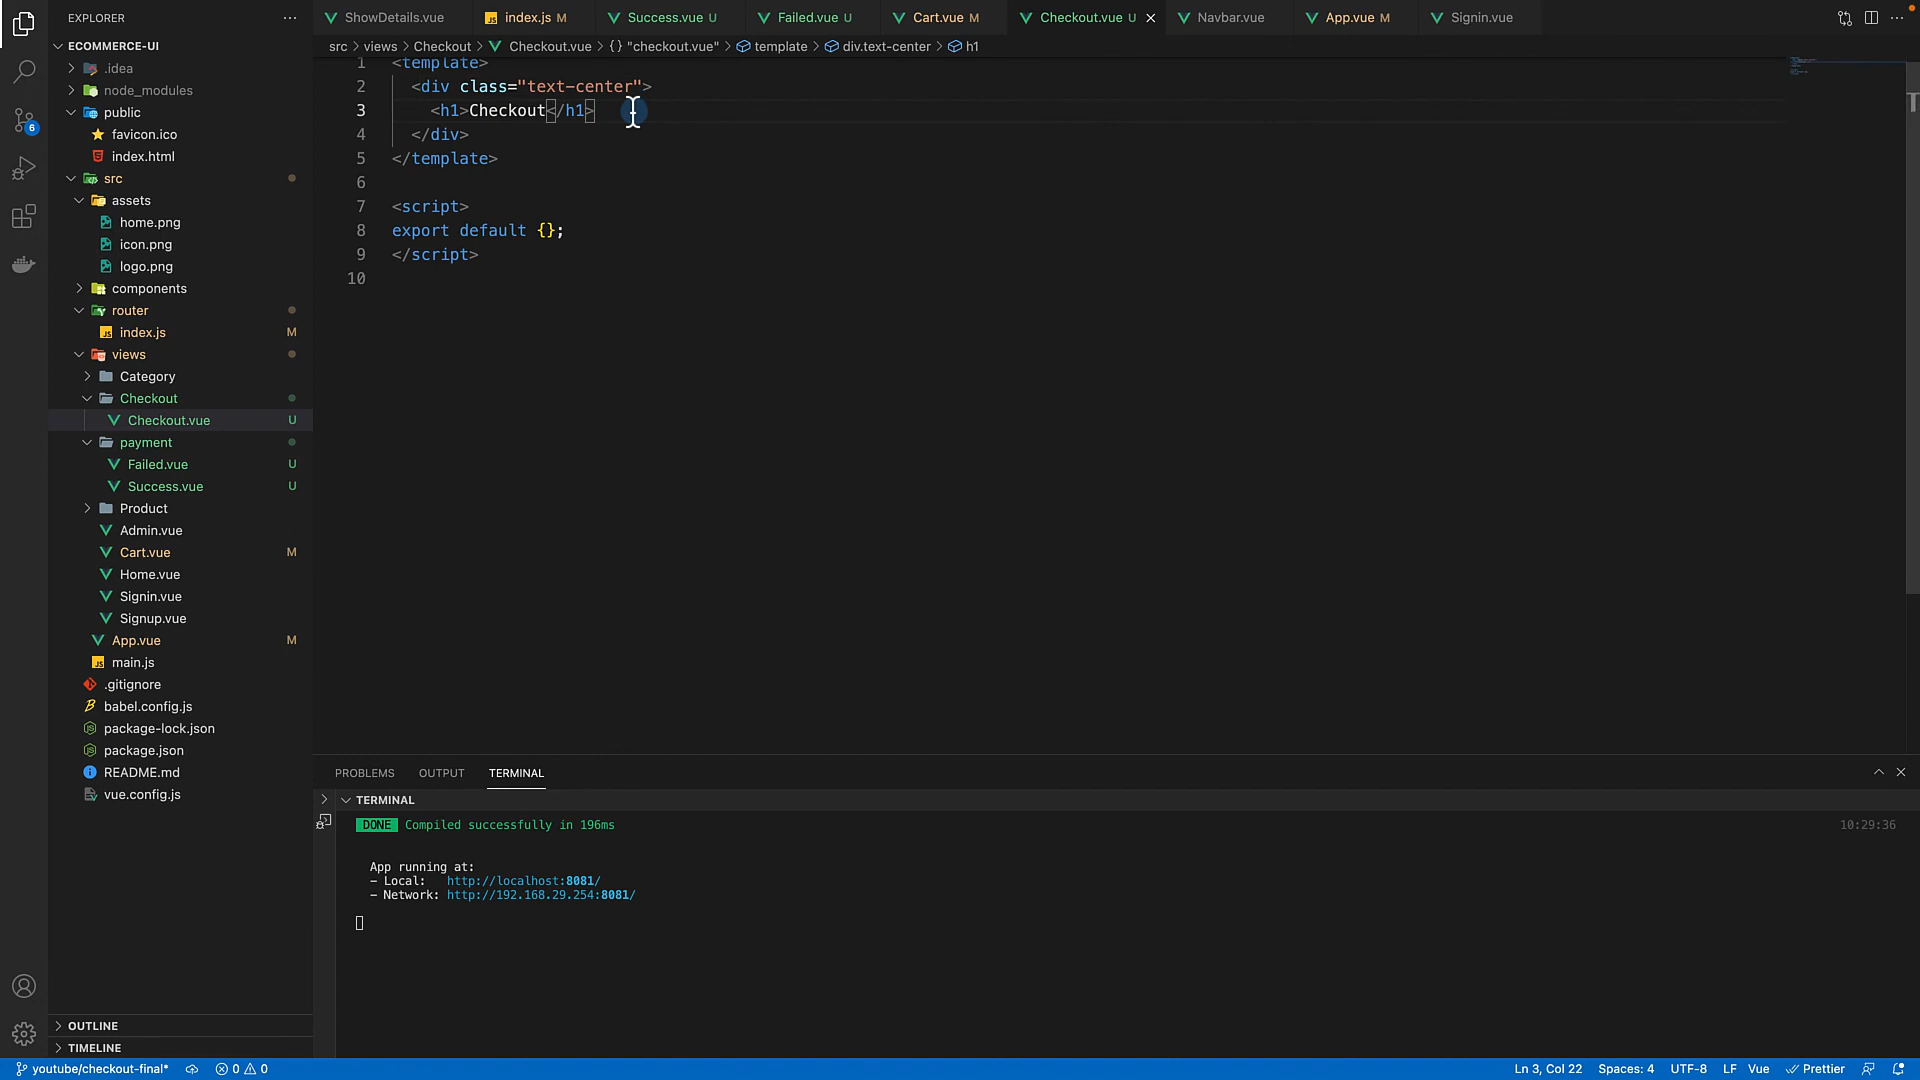 EXPLORER
ShowDetails.vue
index.js M
Success.vue U
Failed.vue U
Cart.vue M
Checkout.vue U
Navbar.vue
App.vue M
Signin.vue
src > views > Checkout > Checkout.vue > {} "checkout.vue" > template > div.text-center > h1
ECOMMERCE-UI
.idea
node_modules
public
favicon.ico
index.html
src
assets
home.png
icon.png
logo.png
components
router
index.js M
views
Category
Checkout
Checkout.vue U
payment
Failed.vue U
Success.vue U
Product
Admin.vue
Cart.vue M
Home.vue
Signin.vue
Signup.vue
App.vue M
main.js
.gitignore
babel.config.js
package-lock.json
package.json
README.md
vue.config.js
OUTLINE
TIMELINE
6
1 <template>
2 <div class="text-center">
3 <h1>Checkout</h1>
4 </div>
5 </template>
6
7 <script>
8 export default {};
9 </script>
10
PROBLEMS OUTPUT TERMINAL
TERMINAL
DONE Compiled successfully in 196ms 10:29:36
App running at:
- Local: http://localhost:8081/
- Network: http://192.168.29.254:8081/
youtube/checkout-final* 0 0 Ln 3, Col 22 Spaces: 4 UTF-8 LF Vue Prettier